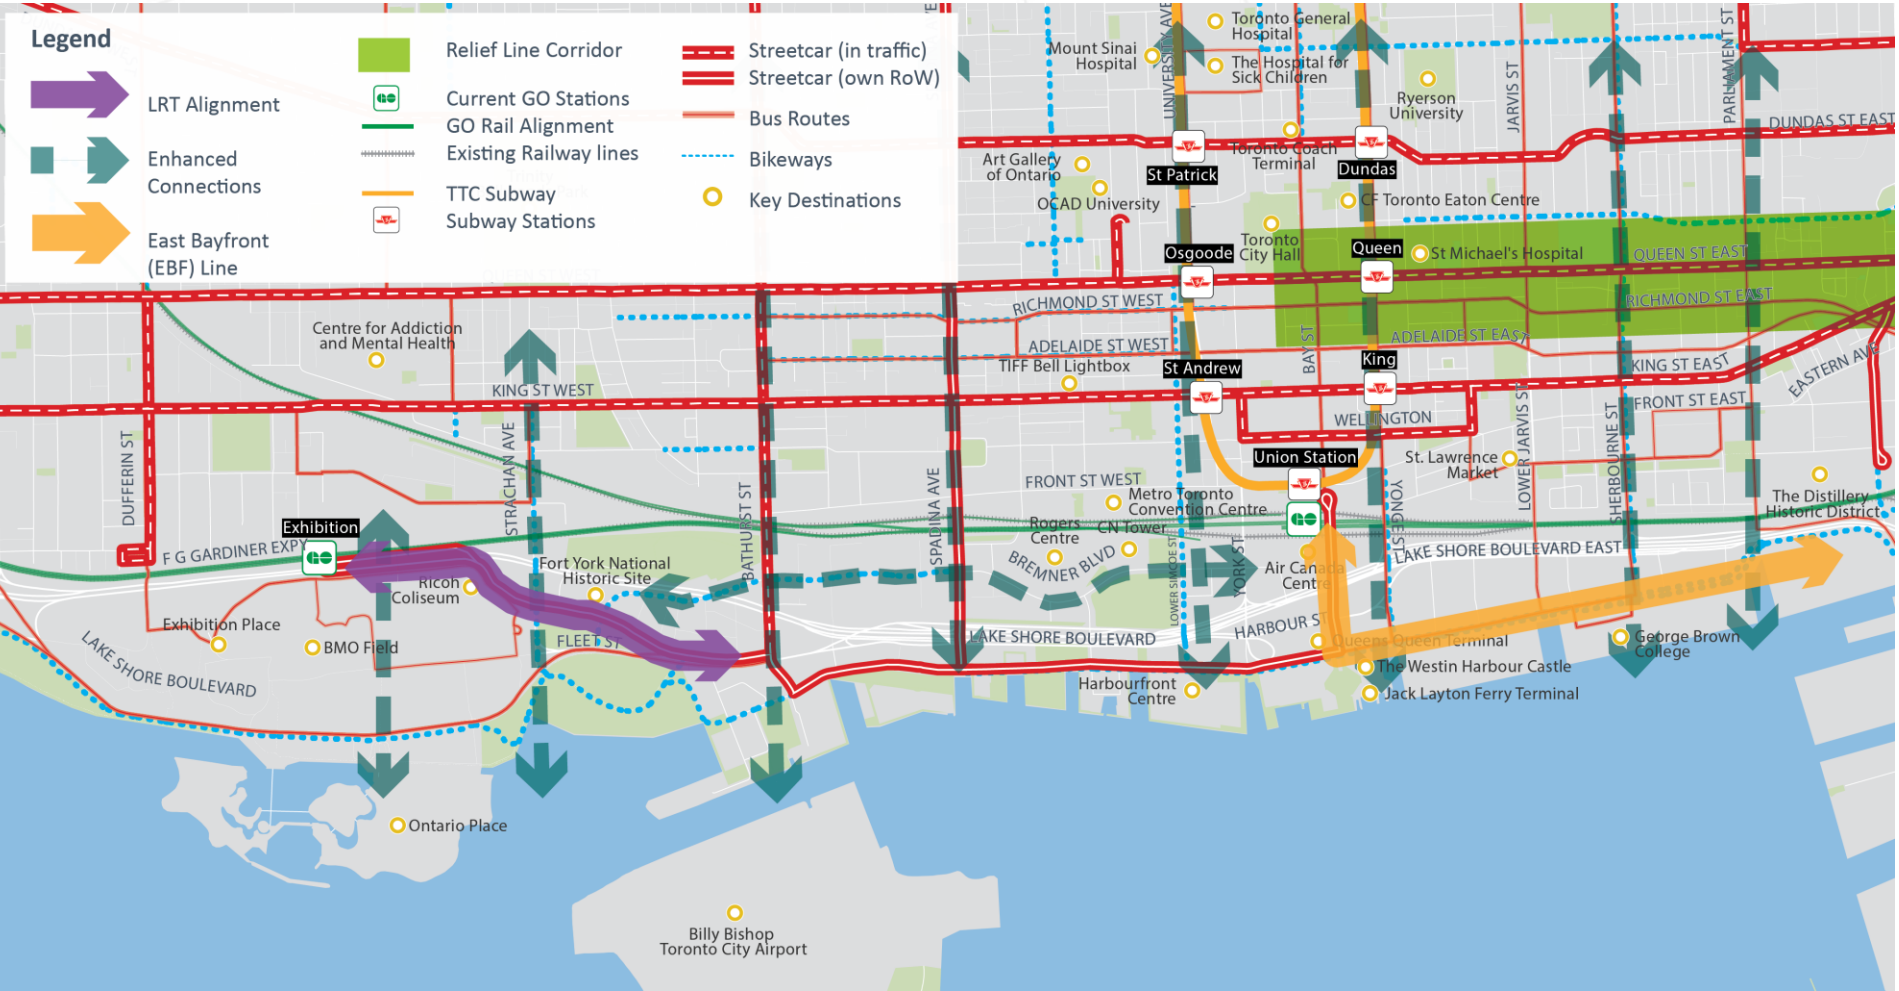 Legend
LRT Alignment
Enhanced
Connections
East Bayfront
(EBF) Line
Relief Line Corridor
Current GO Stations
GO Rail Alignment
Existing Railway lines
TTC Subway
Subway Stations
Streetcar (in traffic)
Streetcar (own RoW)
Bus Routes
Bikeways
Key Destinations
UNIVERSITY AVE
Toronto General
Hospital
Mount Sinai
Hospital
The Hospital for
Sick Children
Ryerson
University
JARVIS ST
PARLIAMENT ST
DUNDAS ST EAST
Art Gallery
of Ontario
Toronto Coach
Terminal
St Patrick
Dundas
OCAD University
CF Toronto Eaton Centre
Toronto
City Hall
Osgoode
Queen
St Michael's Hospital
QUEEN ST EAST
RICHMOND ST WEST
RICHMOND ST EAST
ADELAIDE ST WEST
ADELAIDE ST EAST
BAY ST
Centre for Addiction
and Mental Health
TIFF Bell Lightbox
St Andrew
King
KING ST EAST
EASTERN AVE
KING ST WEST
FRONT ST EAST
WELLINGTON
DUFFERIN ST
STRACHAN AVE
BATHURST ST
SPADINA AVE
FRONT ST WEST
Union Station
St. Lawrence
Market
LOWER JARVIS ST
SHERBOURNE ST
The Distillery
Historic District
Metro Toronto
Convention Centre
Exhibition
F G GARDINER EXPY
Rogers
Centre
CN Tower
BREMNER BLVD
LOWER SIMCOE ST
YORK ST
YONGE ST
LAKE SHORE BOULEVARD EAST
Air Canada
Centre
Ricoh
Coliseum
Fort York National
Historic Site
Exhibition Place
BMO Field
LAKE SHORE BOULEVARD
FLEET ST
LAKE SHORE BOULEVARD
HARBOUR ST
Queens Queen Terminal
George Brown
College
The Westin Harbour Castle
Harbourfront
Centre
Jack Layton Ferry Terminal
Ontario Place
Billy Bishop
Toronto City Airport